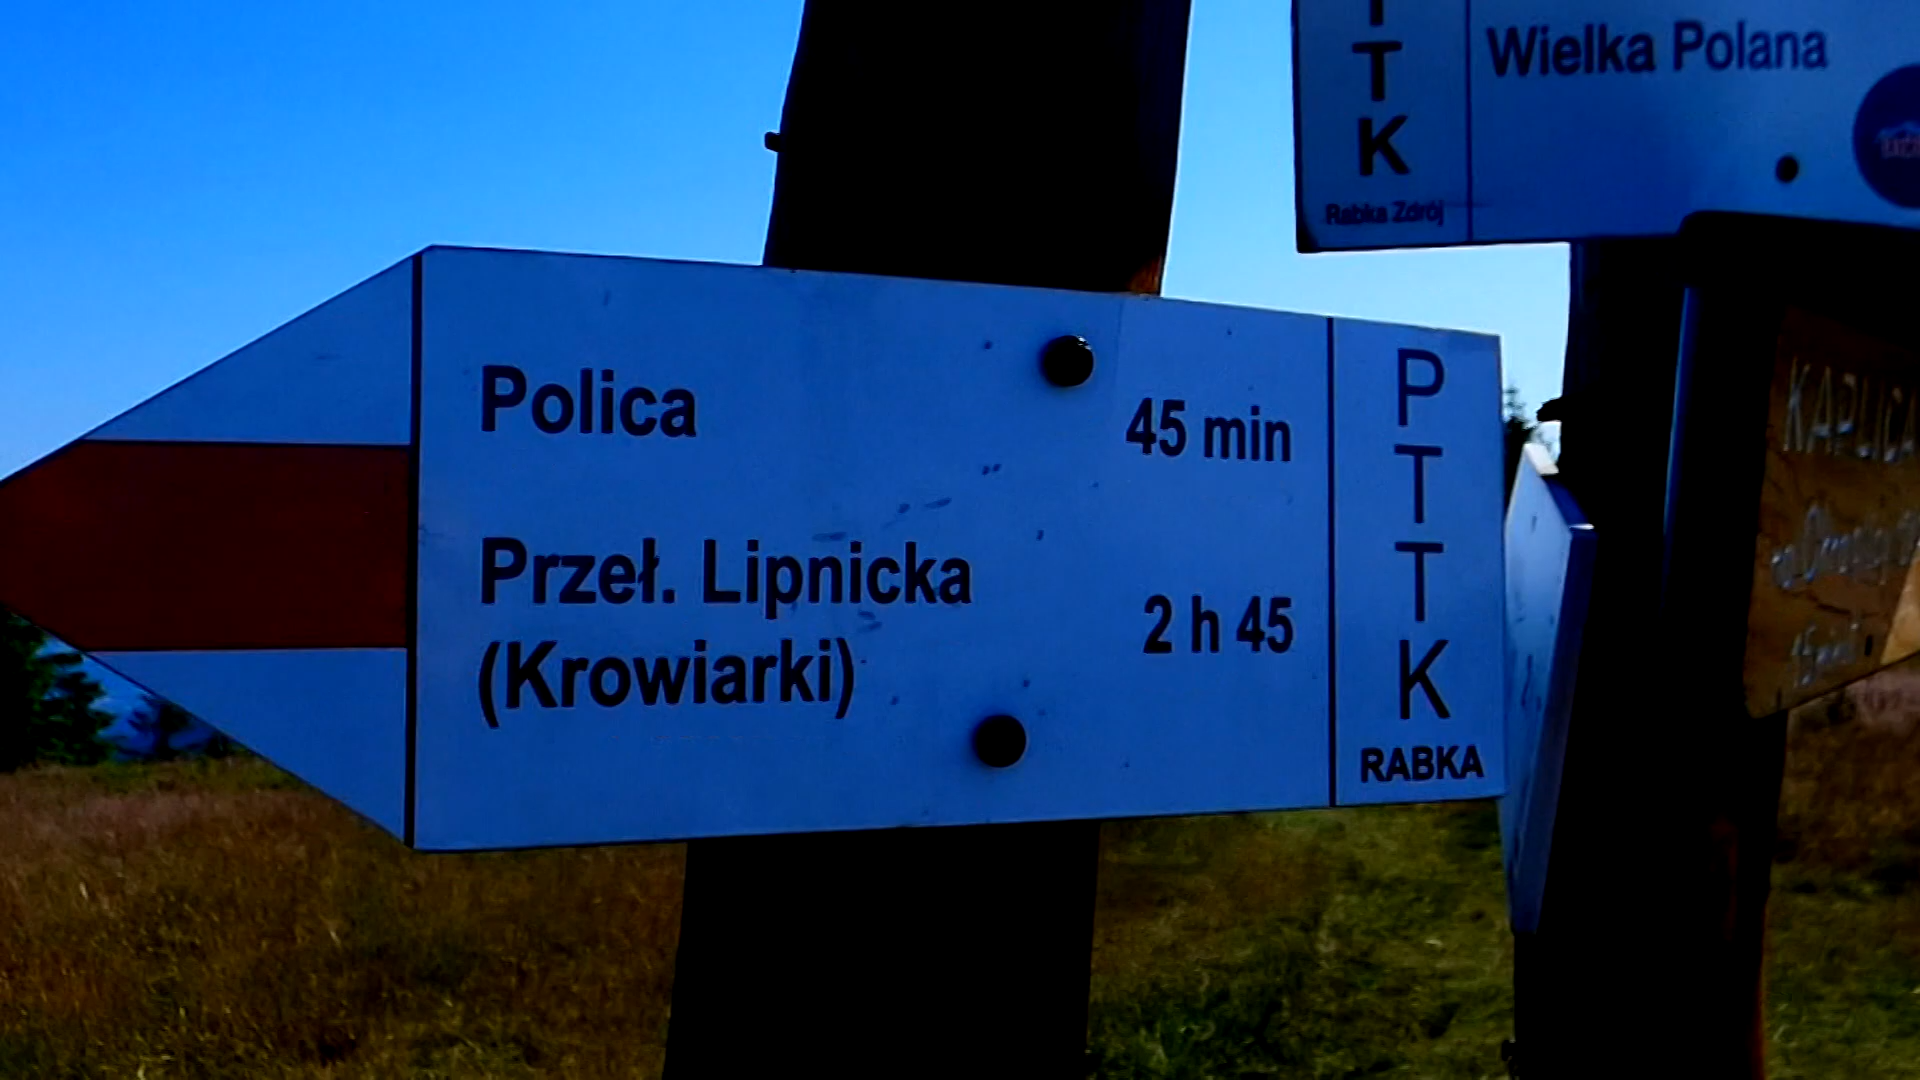 Polica 45 min
Przeł. Lipnicka
(Krowiarki) 2 h 45
P
T
T
K
RABKA
T
T
K
Rabka Zdrój
Wielka Polana